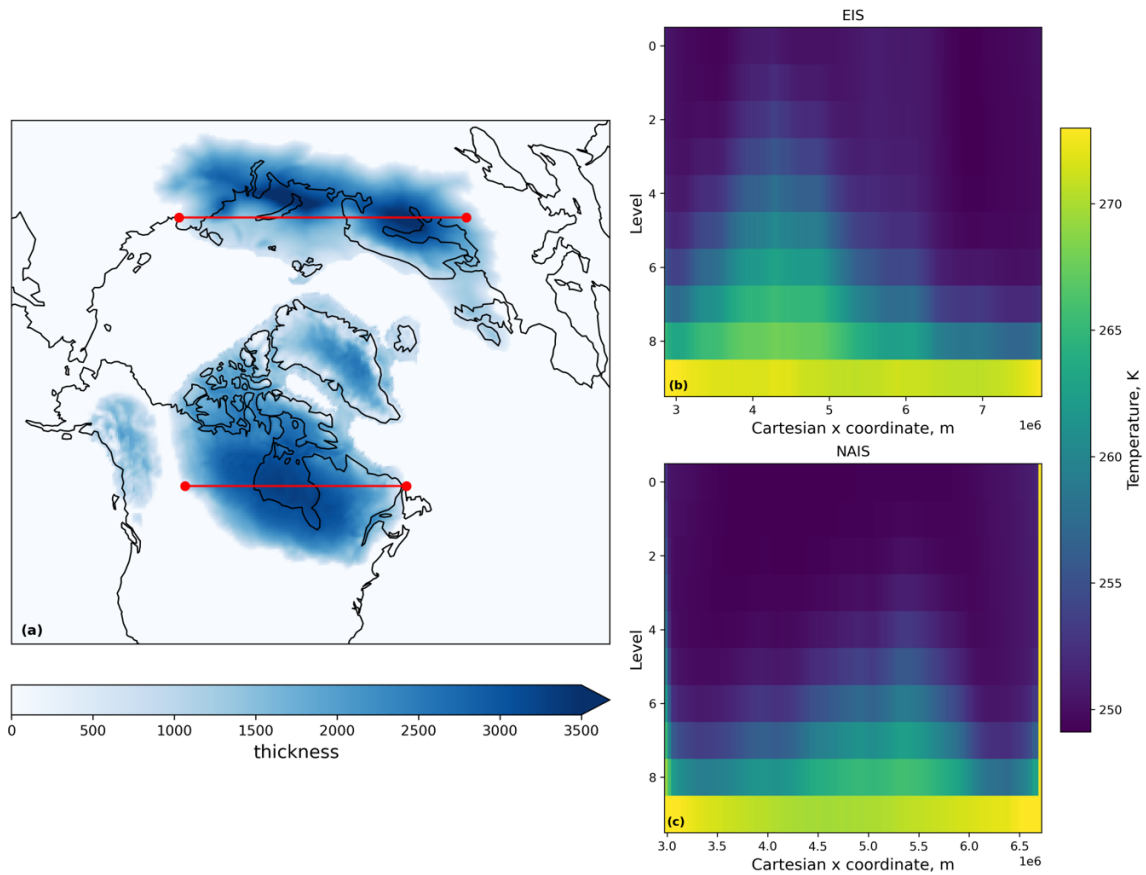 (a)
0 500 1000 1500 2000 2500 3000 3500
thickness
EIS
0
2
4
6
8
Level
(b)
3 4 5 6 7
1e6
Cartesian x coordinate, m
NAIS
0
2
4
6
8
Level
(c)
3.0 3.5 4.0 4.5 5.0 5.5 6.0 6.5
1e6
Cartesian x coordinate, m
270
265
260
255
250
Temperature, K